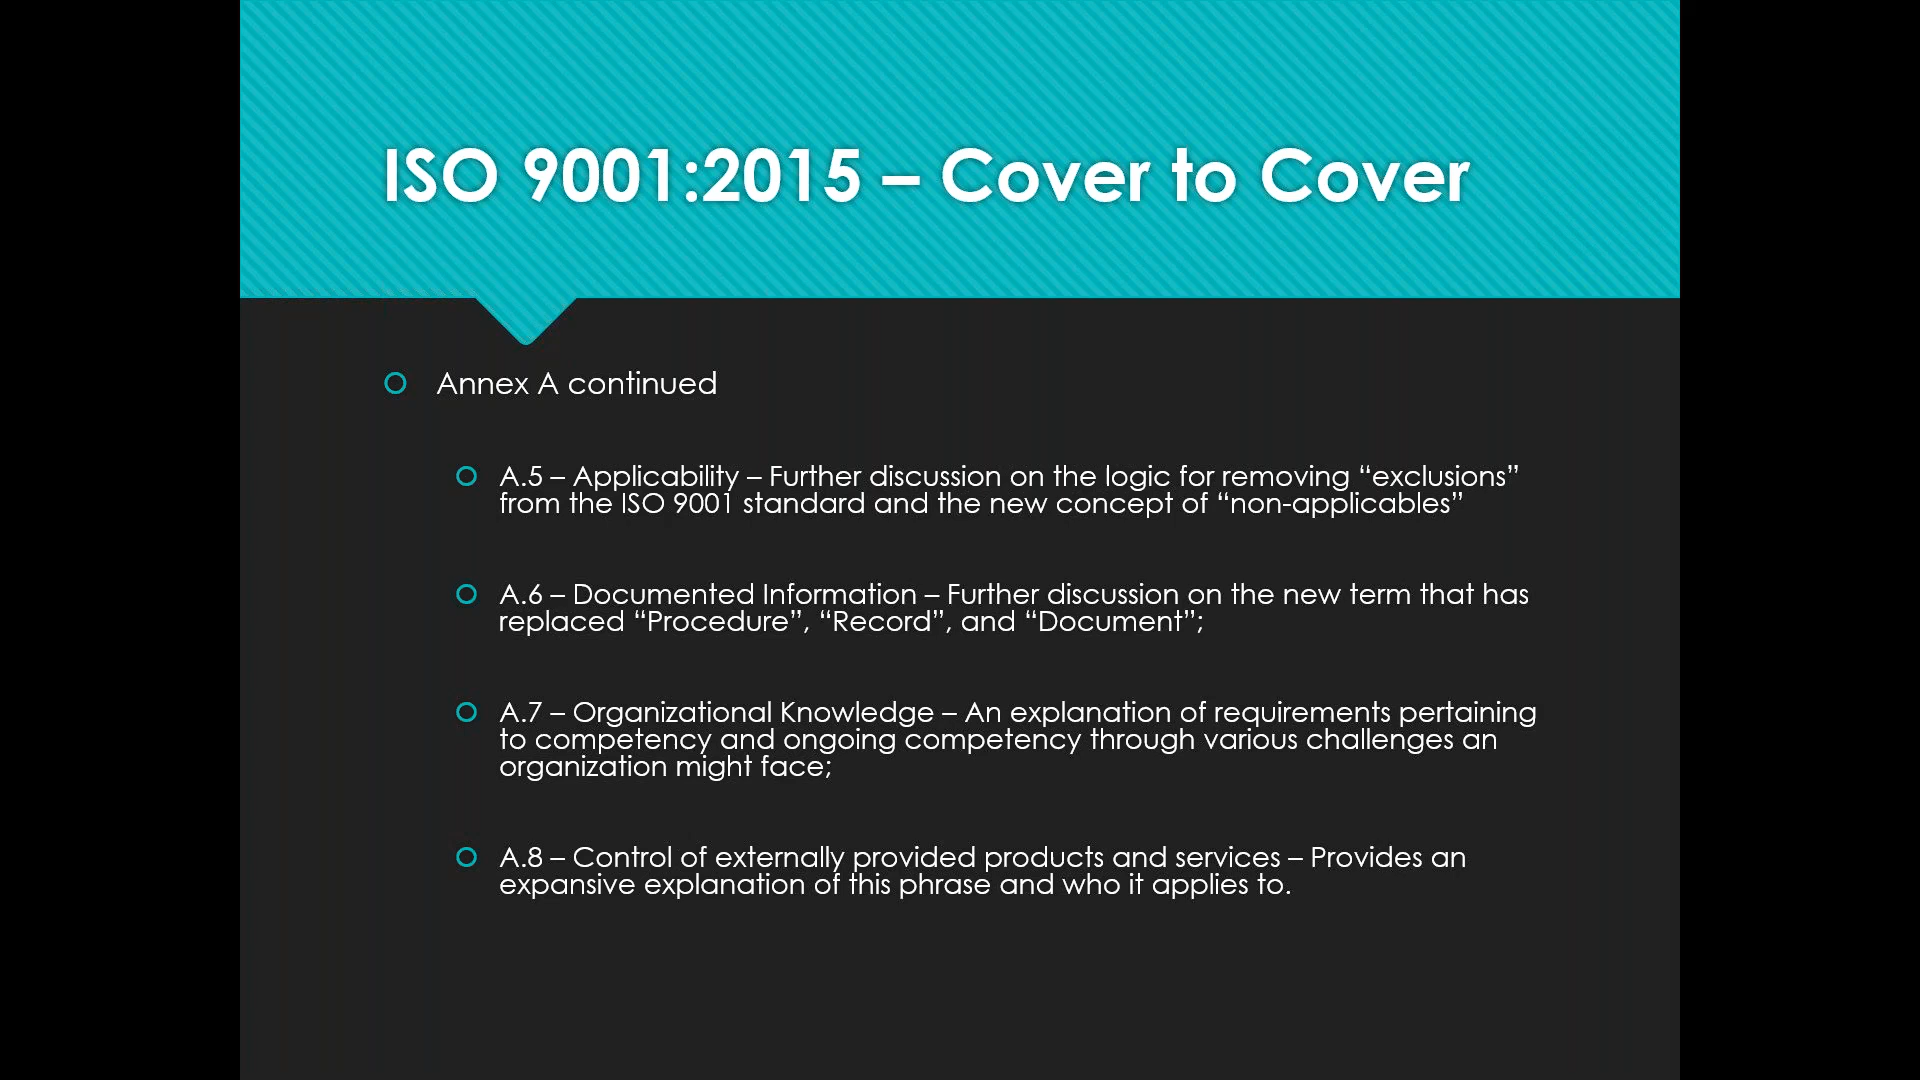 ISO 9001:2015 – Cover to Cover
Annex A continued
A.5 – Applicability – Further discussion on the logic for removing “exclusions”
from the ISO 9001 standard and the new concept of “non-applicables”
A.6 – Documented Information – Further discussion on the new term that has
replaced “Procedure”, “Record”, and “Document”;
A.7 – Organizational Knowledge – An explanation of requirements pertaining
to competency and ongoing competency through various challenges an
organization might face;
A.8 – Control of externally provided products and services – Provides an
expansive explanation of this phrase and who it applies to.